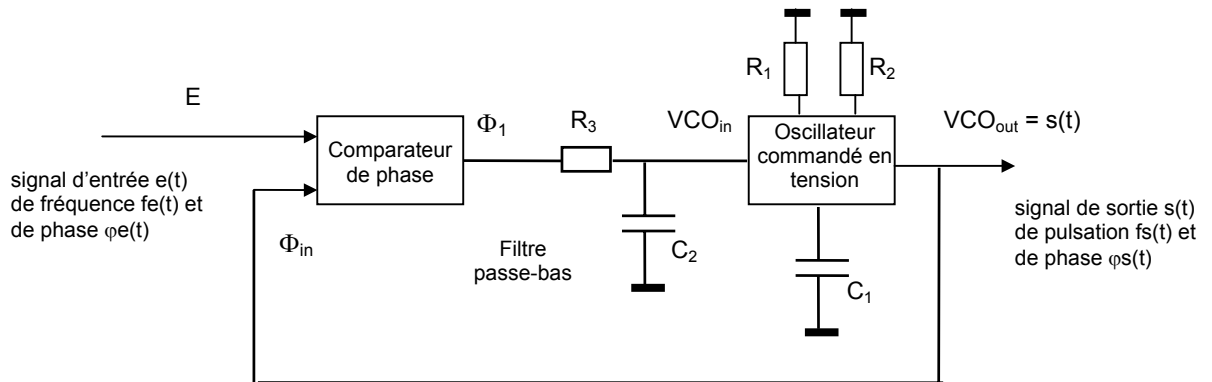 R1
R2
E
Φ1
R3
VCOin
VCOout = s(t)
Comparateur
de phase
Oscillateur
commandé en
tension
signal d'entrée e(t)
de fréquence fe(t) et
de phase φe(t)
Φin
Filtre
passe-bas
C2
C1
signal de sortie s(t)
de pulsation fs(t) et
de phase φs(t)